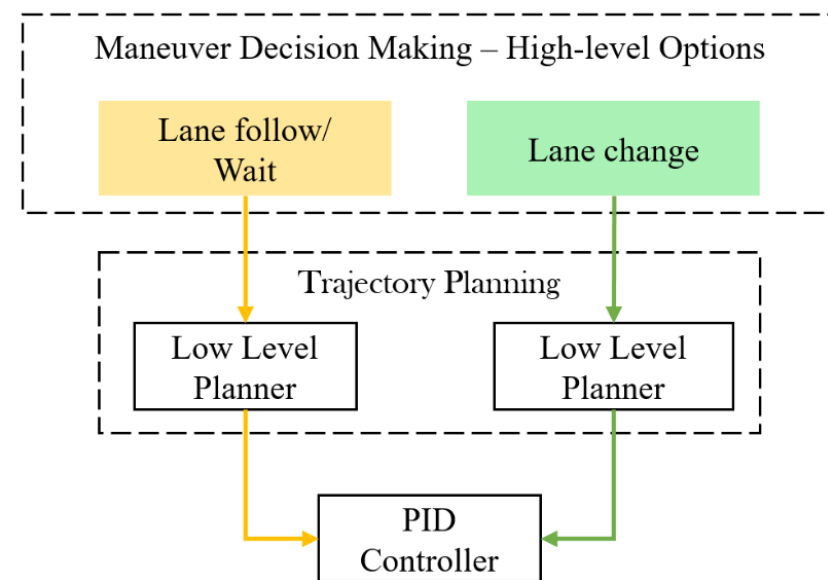 Maneuver Decision Making – High-level Options
Lane follow/
Wait
Lane change
Trajectory Planning
Low Level
Planner
Low Level
Planner
PID
Controller